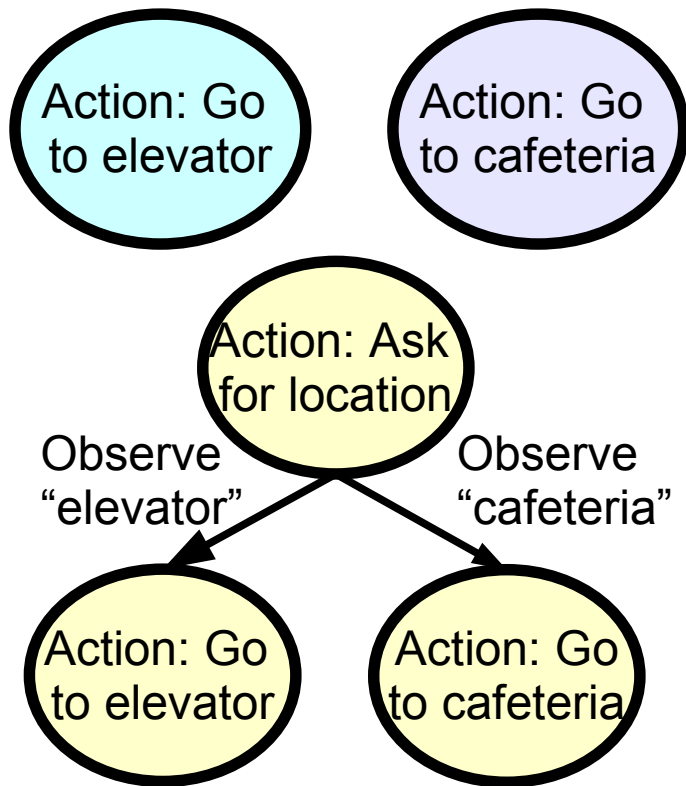 Action: Go
to elevator
Action: Go
to cafeteria
Action: Ask
for location
Observe
“elevator”
Observe
“cafeteria”
Action: Go
to elevator
Action: Go
to cafeteria